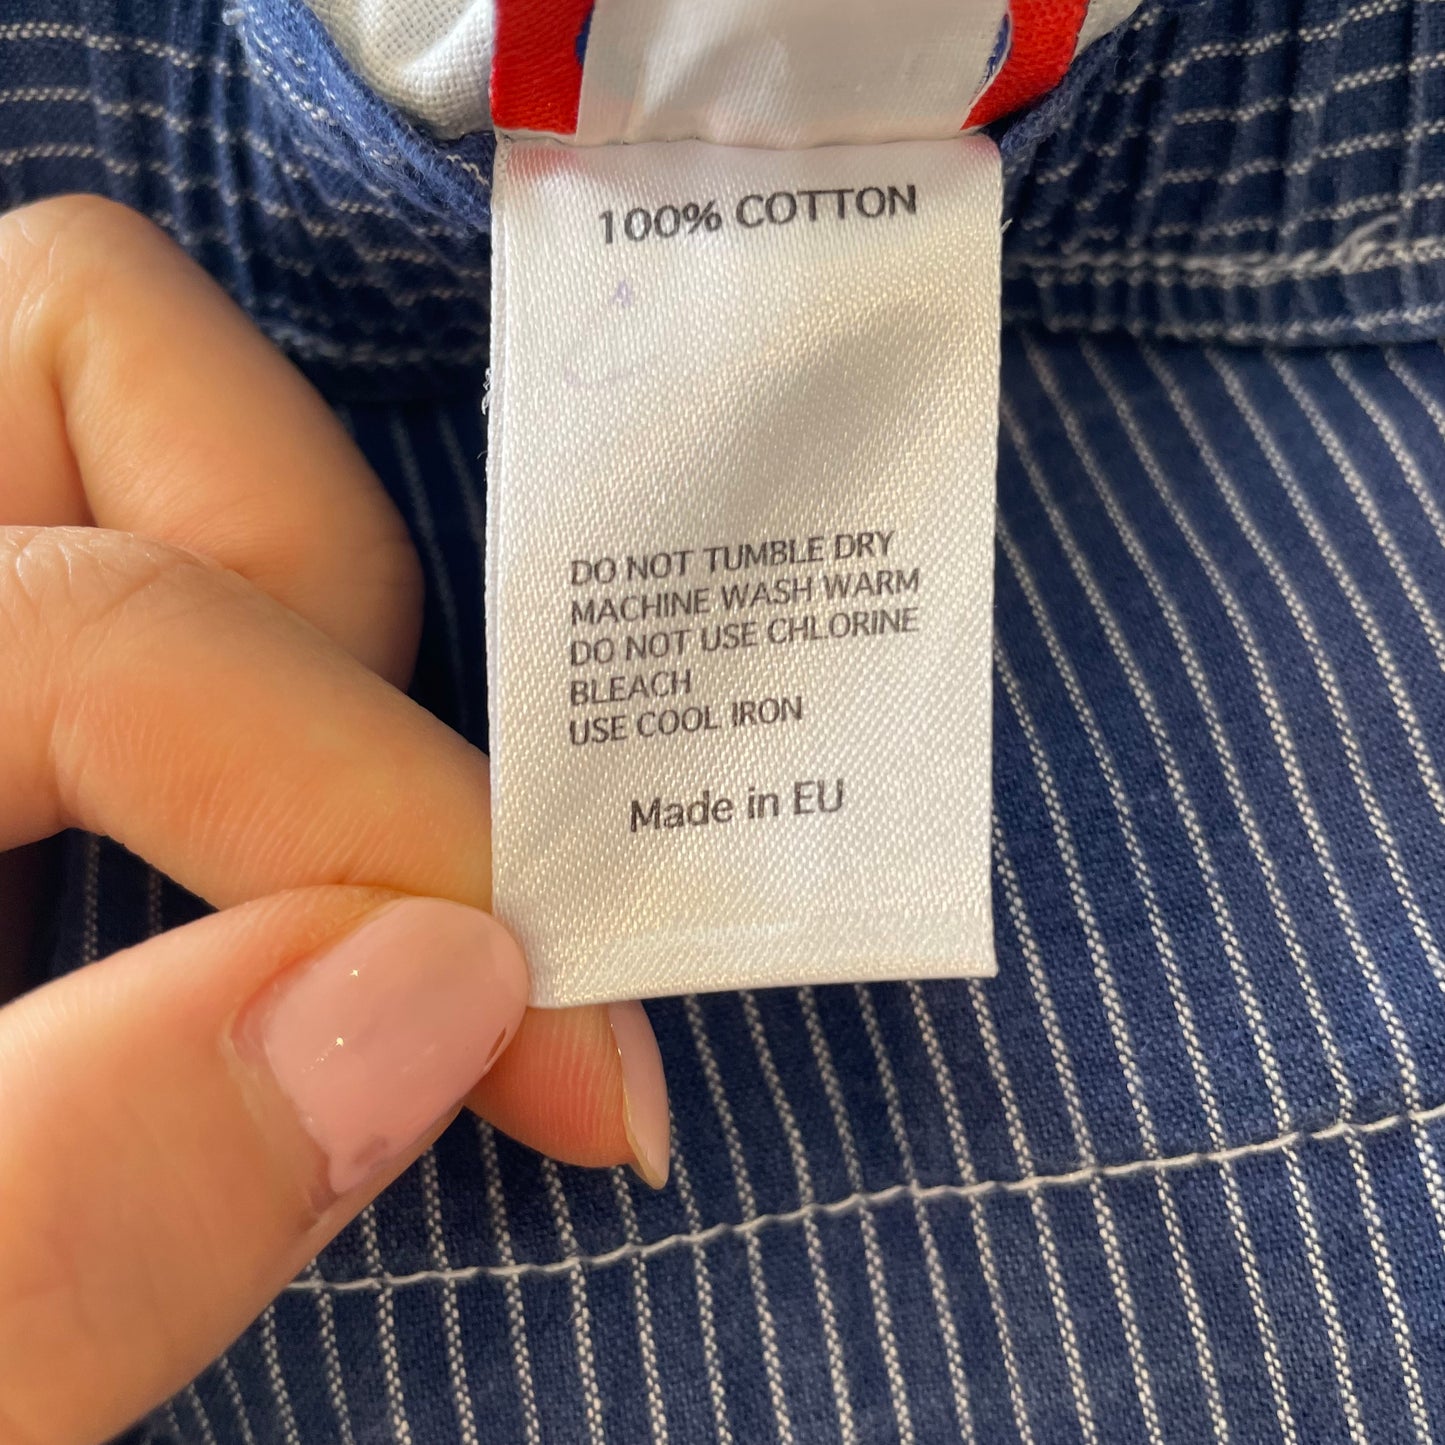 100% COTTON
DO NOT TUMBLE DRY
MACHINE WASH WARM
DO NOT USE CHLORINE
BLEACH
USE COOL IRON
Made in EU